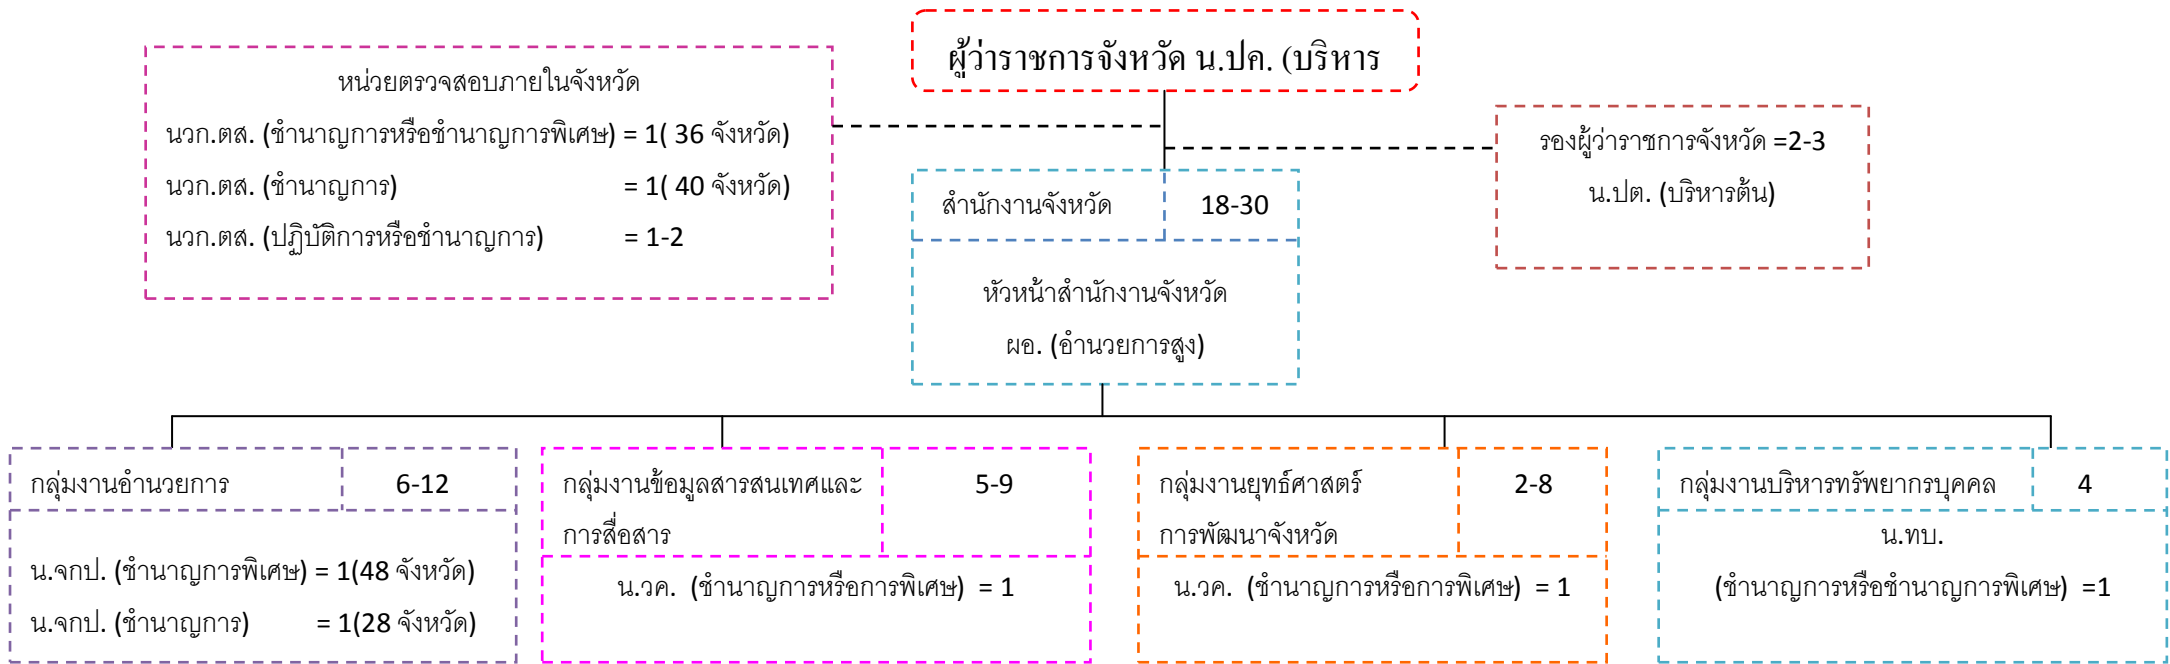 ผู้ว่าราชการจังหวัด น.ปค. (บริหาร
หน่วยตรวจสอบภายในจังหวัด
นวก.ตส. (ชำนาญการหรือชำนาญการพิเศษ) = 1( 36 จังหวัด)
นวก.ตส. (ชำนาญการ) = 1( 40 จังหวัด)
นวก.ตส. (ปฏิบัติการหรือชำนาญการ) = 1-2
รองผู้ว่าราชการจังหวัด =2-3
น.ปต. (บริหารต้น)
สำนักงานจังหวัด 18-30
หัวหน้าสำนักงานจังหวัด
ผอ. (อำนวยการสูง)
กลุ่มงานอำนวยการ 6-12
น.จกป. (ชำนาญการพิเศษ) = 1(48 จังหวัด)
น.จกป. (ชำนาญการ) = 1(28 จังหวัด)
กลุ่มงานข้อมูลสารสนเทศและ 5-9
การสื่อสาร
น.วค. (ชำนาญการหรือการพิเศษ) = 1
กลุ่มงานยุทธ์ศาสตร์ 2-8
การพัฒนาจังหวัด
น.วค. (ชำนาญการหรือการพิเศษ) = 1
กลุ่มงานบริหารทรัพยากรบุคคล 4
น.ทบ.
(ชำนาญการหรือชำนาญการพิเศษ) =1